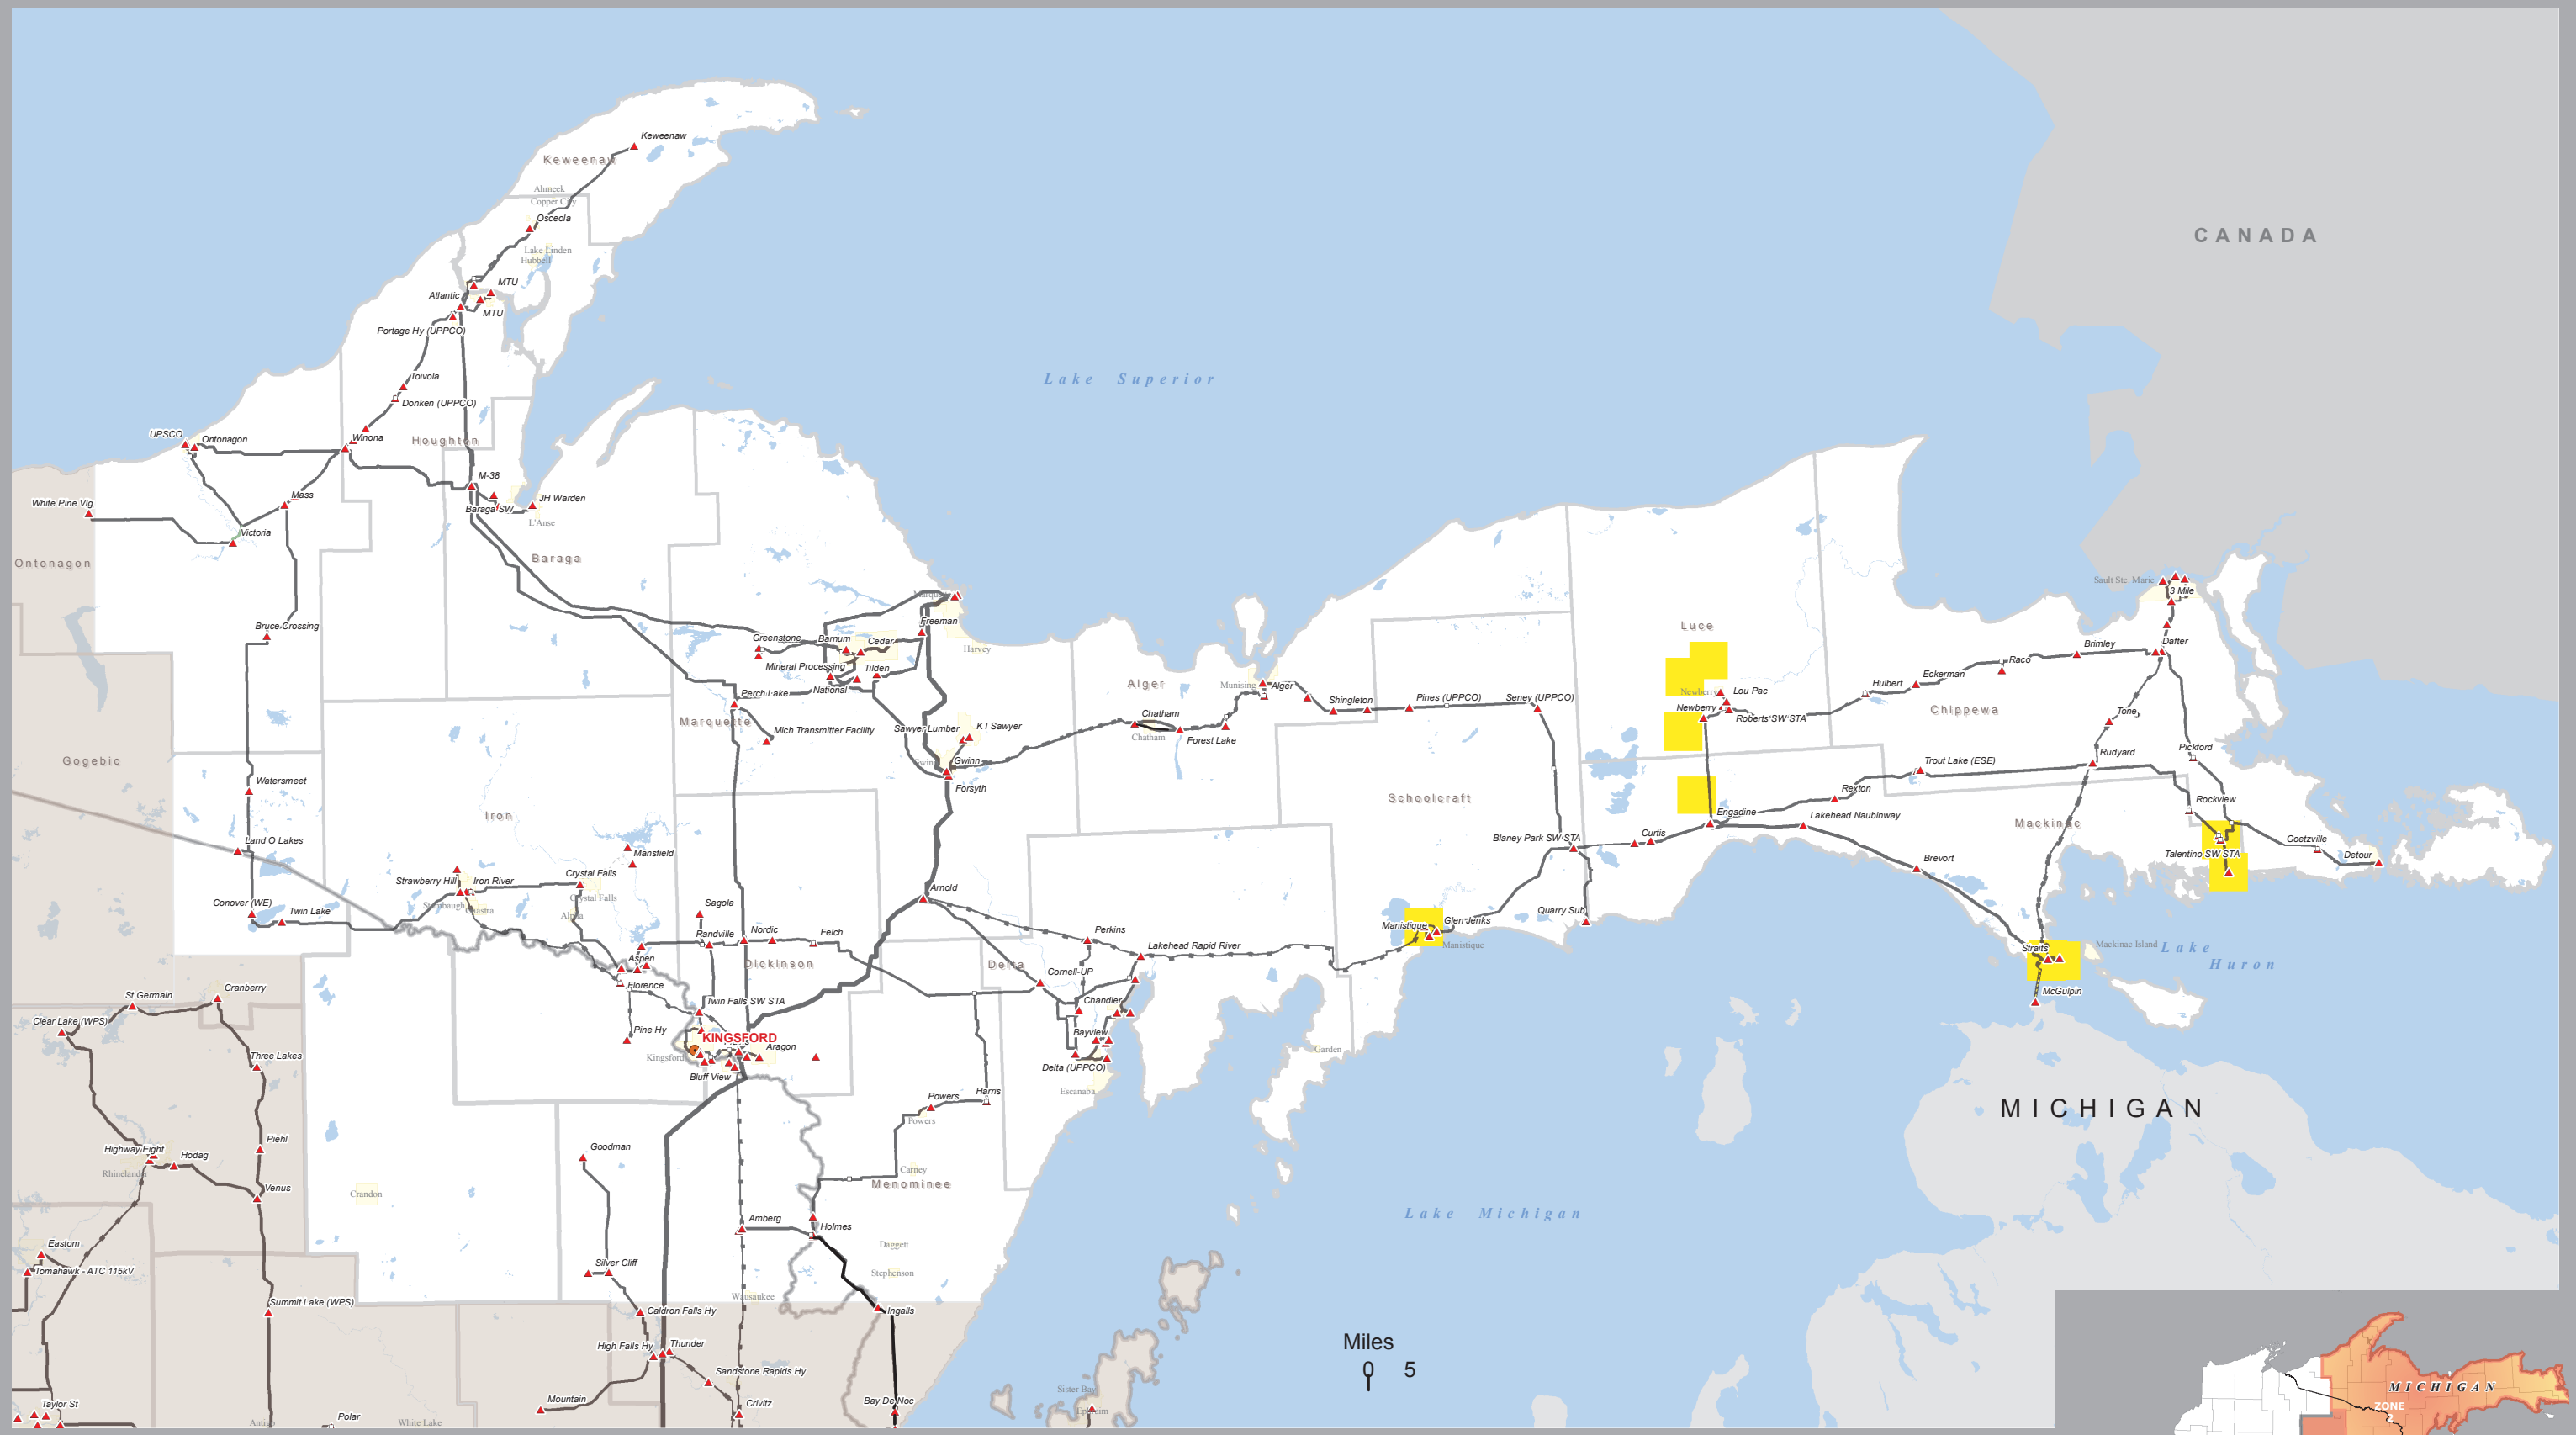 CANADA
Keweenaw
Keweenaw
Ahmeek
Copper City
Osceola
Lake Linden
Hubbell
MTU
Atlantic
MTU
Portage Hy (UPPCO)
Lake Superior
Toivola
Donken (UPPCO)
UPSCO
Ontonagon
Winona
Houghton
M-38
White Pine Vlg
Mass
JH Warden
Baraga SW
L'Anse
Victoria
Baraga
Ontonagon
Sault Ste. Marie
3 Mile
Freeman
Bruce Crossing
Luce
Greenstone
Barnum
Cedar
Harvey
Dafter
Brimley
Mineral Processing
Tilden
Raco
Eckerman
Hulbert
Alger
Munising
Alger
National
Perch Lake
Newberry
Lou Pac
Shingleton
Pines (UPPCO)
Seney (UPPCO)
Newberry
Roberts SW STA
Chippewa
Tone
Marquette
Chatham
Chatham
Forest Lake
Mich Transmitter Facility
Sawyer Lumber
K I Sawyer
Gwinn
Gwinn
Pickford
Rudyard
Gogebic
Trout Lake (ESE)
Watersmeet
Forsyth
Rexton
Schoolcraft
Rockview
Iron
Engadine
Lakehead Naubinway
Mackinac
Land O Lakes
Mansfield
Blaney Park SW STA
Curtis
Goetzville
Talentino SW STA
Detour
Brevort
Strawberry Hill
Iron River
Crystal Falls
Crystal Falls
Arnold
Conover (WE)
Twin Lake
Alpha
Sagola
Quarry Sub
Manistique
Glen Jenks
Manistique
Randville
Nordic
Felch
Perkins
Lakehead Rapid River
Straits
Mackinac Island
Lake
Huron
Aspen
Dickinson
Delta
Cornell-UP
Florence
McGulpin
St Germain
Cranberry
Twin Falls SW STA
Chandler
Clear Lake (WPS)
Pine Hy
KINGSFORD
Kingsford
Aragon
Bayview
Three Lakes
Garden
Bluff View
Delta (UPPCO)
Escanaba
Harris
Powers
Powers
MICHIGAN
Piehl
Goodman
Highway Eight
Hodag
Rhinelander
Carney
Menominee
Venus
Crandon
Amberg
Holmes
Lake Michigan
Daggett
Eastom
Silver Cliff
Stephenson
Tomahawk - ATC 115kV
Wausaukee
Summit Lake (WPS)
Caldron Falls Hy
Ingalls
High Falls Hy
Thunder
Miles
0 5
Sandstone Rapids Hy
Sister Bay
Ephraim
Mountain
Bay De Noc
Crivitz
Taylor St
Polar
White Lake
Antigo
MICHIGAN
ZONE
2